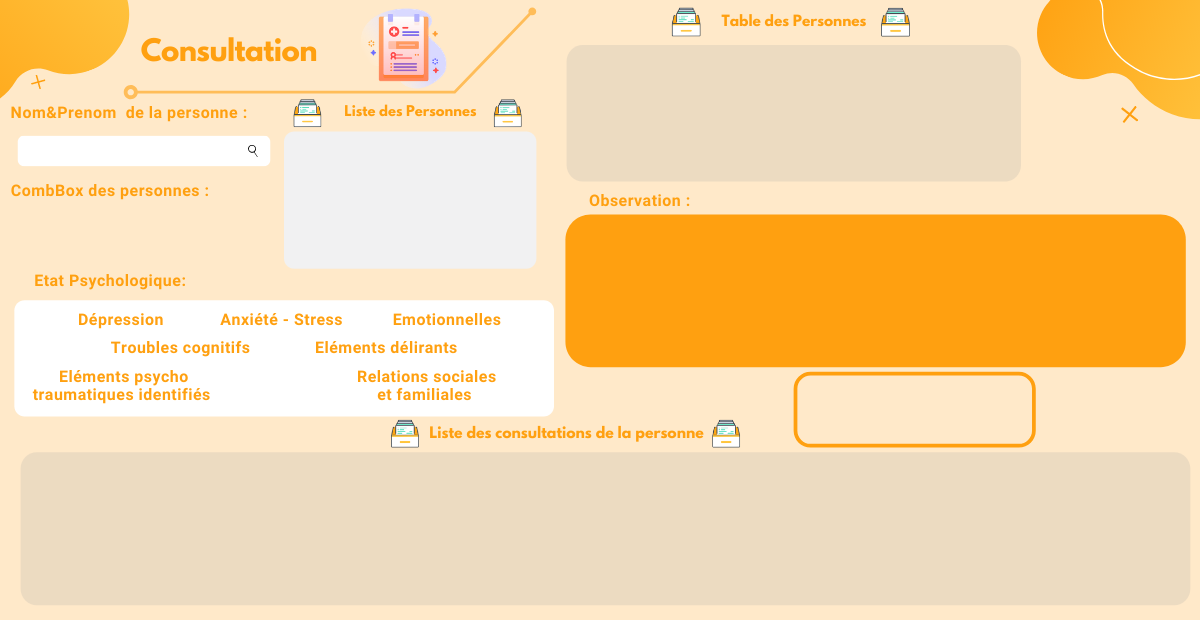 Consultation
Nom&Prenom de la personne :
Liste des Personnes
CombBox des personnes :
Etat Psychologique:
Dépression
Anxiété - Stress
Emotionnelles
Troubles cognitifs
Eléments délirants
Eléments psycho
traumatiques identifiés
Relations sociales
et familiales
Table des Personnes
Observation :
Liste des consultations de la personne